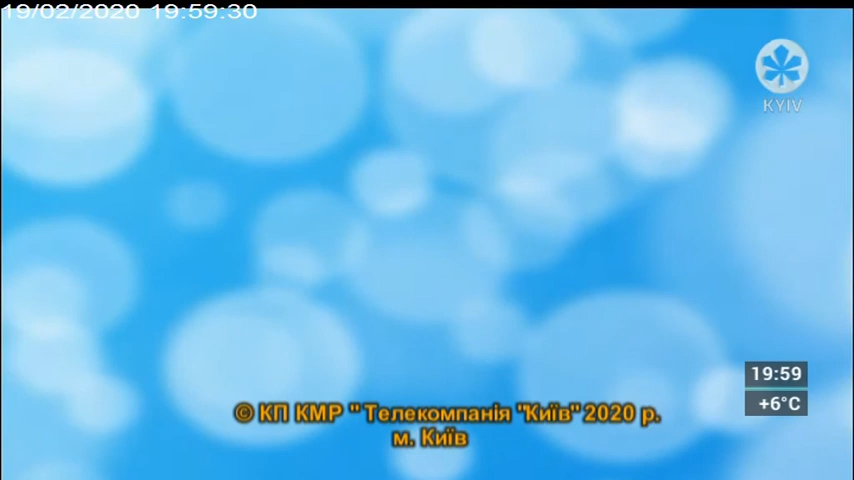 19/02/2020 19:59:30
KYIV
19:59
+6°C
© КП КМР " Телекомпанія "Київ" 2020 р.
м. Київ